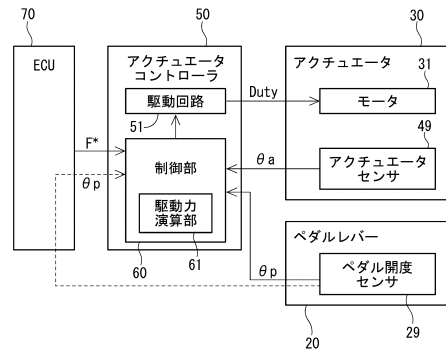 70
50
30
ECU
アクチュエータ
コントローラ
駆動回路
51
Duty
アクチュエータ
31
モータ
49
アクチュエータ
センサ
F*
θp
制御部
駆動力
演算部
60
61
θa
θp
ペダルレバー
ペダル開度
センサ
20
29